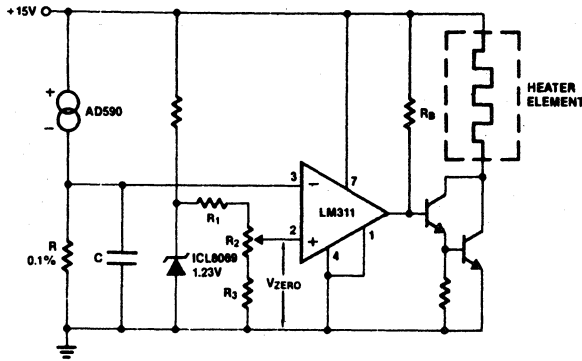 +15V
+
AD590
−
R
0.1%
C
R1
R2
R3
ICL8069
1.23V
VZERO
3
−
2
+
LM311
7
4
1
RB
HEATER
ELEMENT